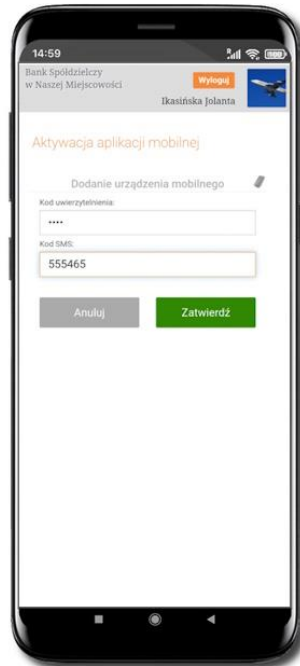 14:59
Bank Spółdzielczy
w Naszej Miejscowości
Wyloguj
Ikasińska Jolanta
Aktywacja aplikacji mobilnej
Dodanie urządzenia mobilnego
Kod uwierzytelnienia:
••••
Kod SMS:
555465
Anuluj
Zatwierdź